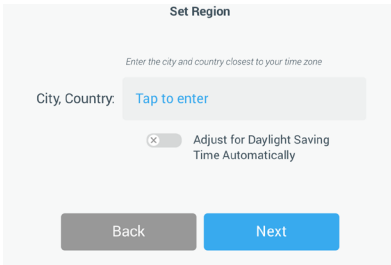 Set Region
Enter the city and country closest to your time zone
City, Country: Tap to enter
Adjust for Daylight Saving
Time Automatically
Back Next